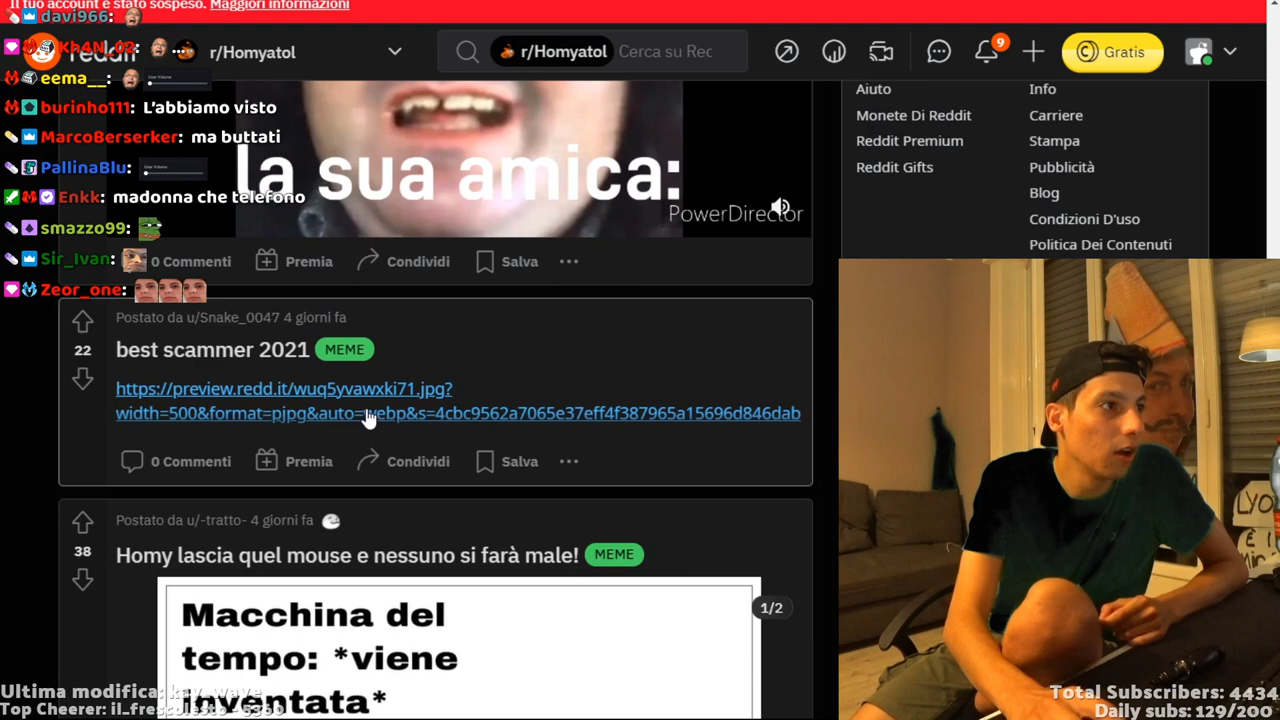 Il tuo account è stato sospeso. Maggiori informazioni
davi966:
Kh4N_02:
reddit
r/Homyatol
r/Homyatol
Cerca su Rec
9
Gratis
eema__:
burinho111: L'abbiamo visto
MarcoBerserker: ma buttati
PallinaBlu:
Enkk: madonna che telefono
smazzo99:
Sir_Ivan:
Zeor_one:
la sua amica:
PowerDirector
0 Commenti
Premia
Condividi
Salva
Aiuto
Info
Monete Di Reddit
Carriere
Reddit Premium
Stampa
Reddit Gifts
Pubblicità
Blog
Condizioni D'uso
Politica Dei Contenuti
Postato da u/Snake_0047 4 giorni fa
22
best scammer 2021 MEME
https://preview.redd.it/wuq5yvawxki71.jpg?
width=500&format=pjpg&auto=webp&s=4cbc9562a7065e37eff4f387965a15696d846dab
0 Commenti
Premia
Condividi
Salva
Postato da u/-tratto- 4 giorni fa
38
Homy lascia quel mouse e nessuno si farà male! MEME
1/2
Macchina del
tempo: *viene
inventata*
Ultima modifica: kay_wave
Top Cheerer: il_frescolesto - 5360
Total Subscribers: 4434
Daily subs: 129/200